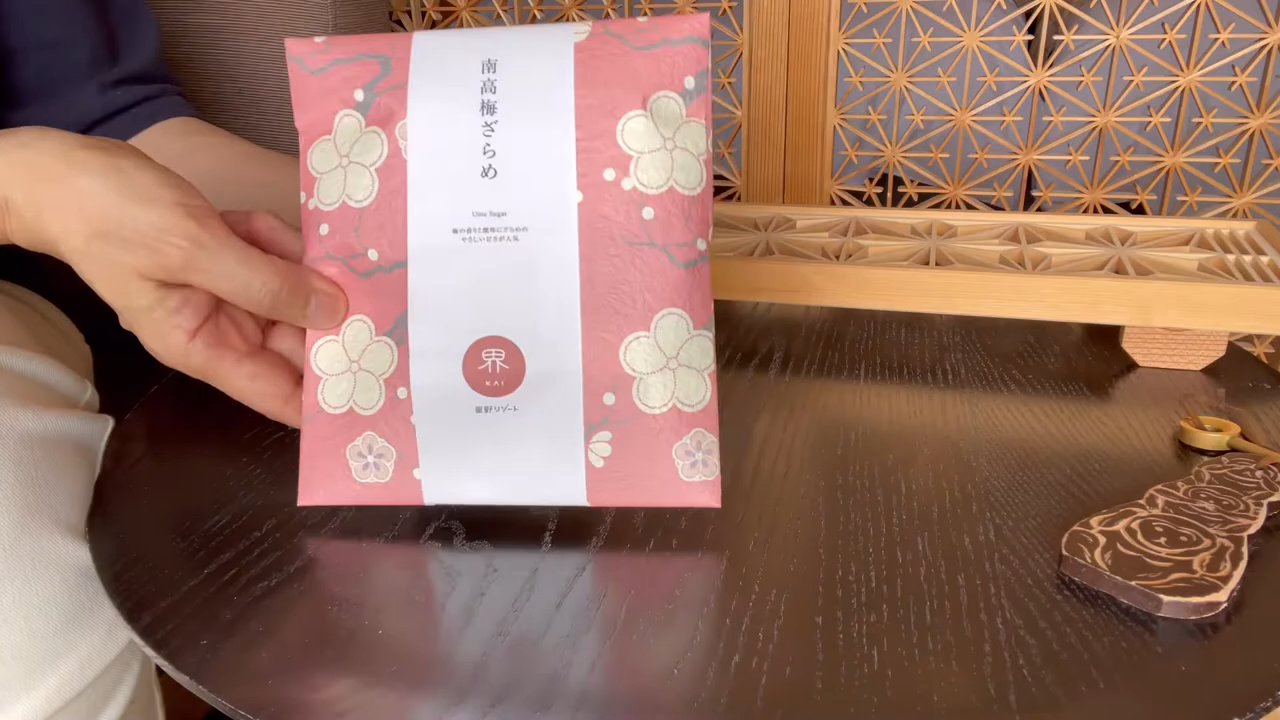 南高梅ざらめ
Ume Sugar
梅の香りと酸味にざらめの
やさしい甘さが人気
界
KAI
星野リゾート